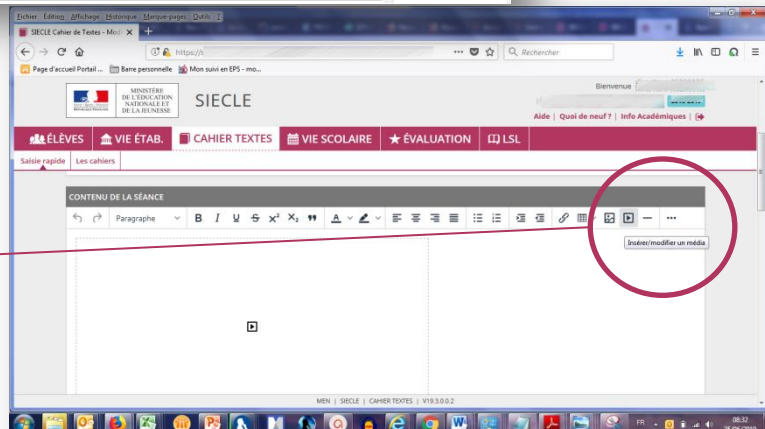 Fichier Edition Affichage Historique Marque-pages Outils ?
SIECLE Cahier de Textes - Modi
https://
Rechercher
Page d'accueil Portail ... Barre personnelle Mon suivi en EPS - mo...
MINISTÈRE
DE L'ÉDUCATION
NATIONALE ET
DE LA JEUNESSE
SIECLE
Bienvenue
Aide | Quoi de neuf ? | Info Académiques |
ÉLÈVES VIE ÉTAB. CAHIER TEXTES VIE SCOLAIRE ÉVALUATION LSL
Saisie rapide Les cahiers
CONTENU DE LA SÉANCE
Paragraphe B I U S X² X₂ A
Insérer/modifier un média
MEN | SIECLE | CAHIER TEXTES | V19.3.0.0.2
FR 08:32